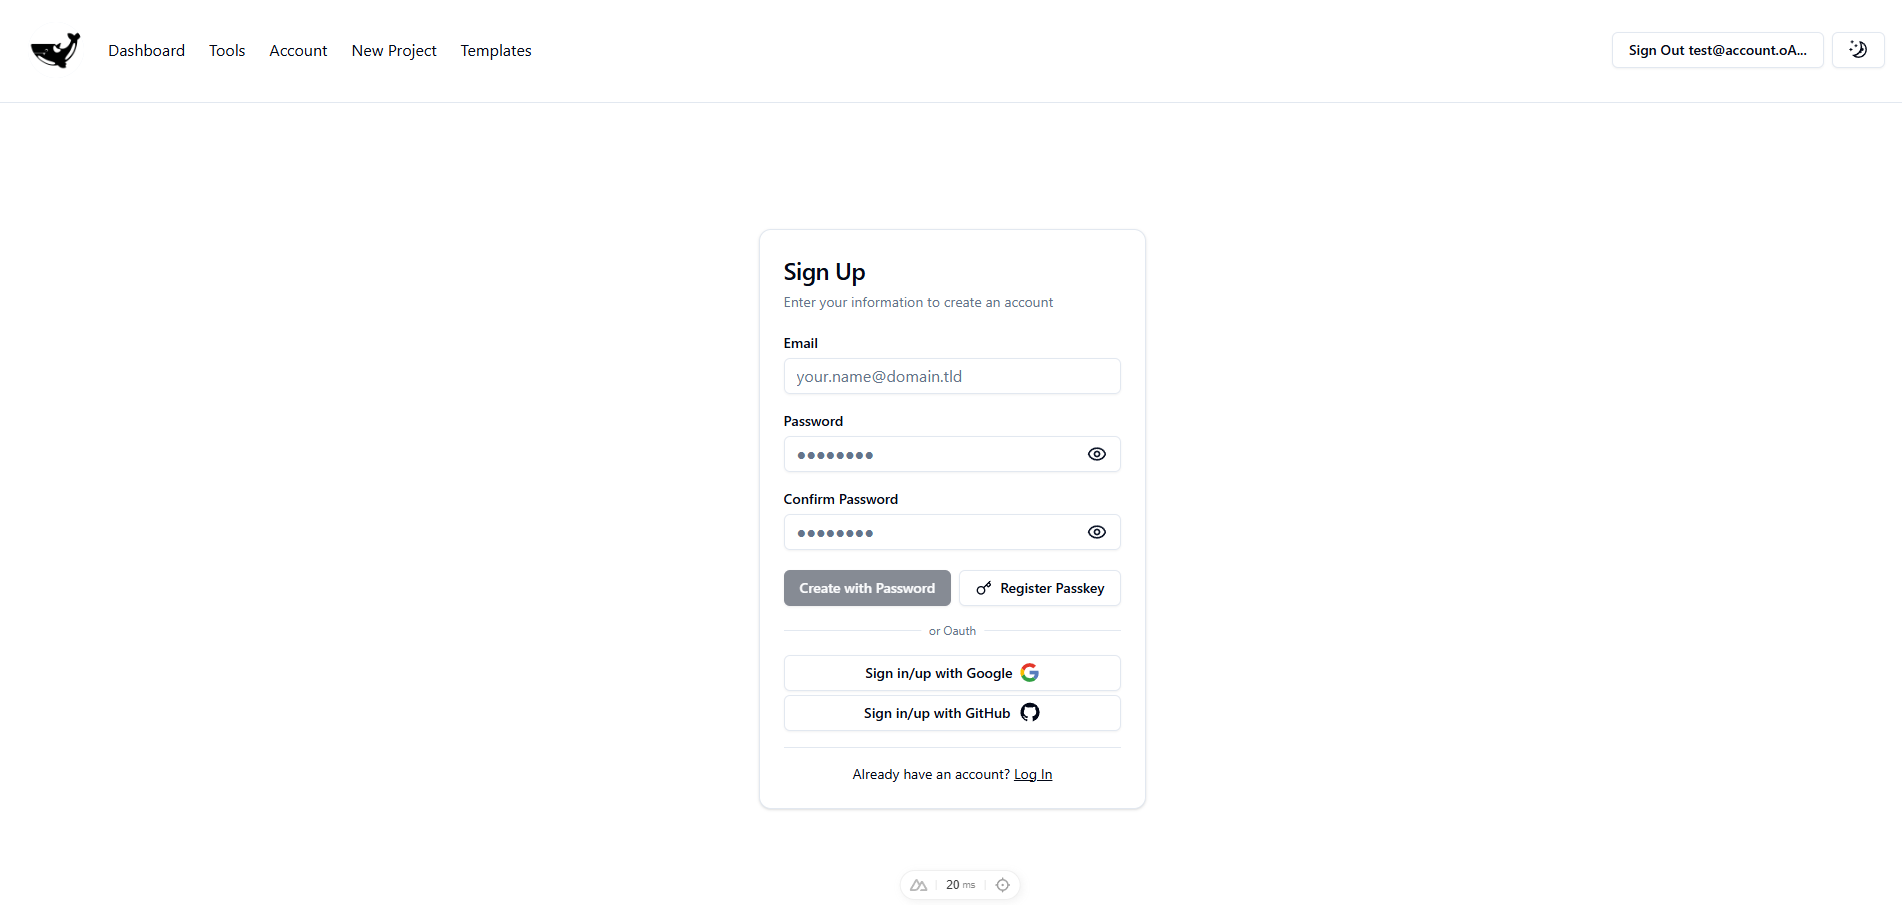 Dashboard Tools Account New Project Templates
Sign Out test@account.oA...
Sign Up
Enter your information to create an account
Email
your.name@domain.tld
Password
●●●●●●●●
Confirm Password
●●●●●●●●
Create with Password
Register Passkey
or Oauth
Sign in/up with Google
Sign in/up with GitHub
Already have an account? Log In
20 ms